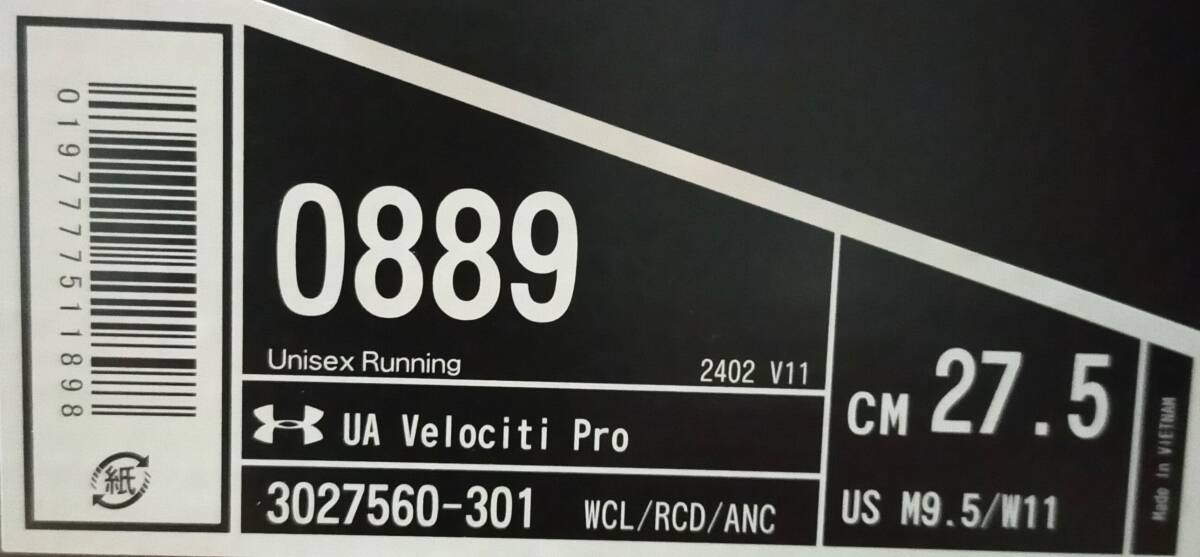 0197777511898
紙
0889
Unisex Running
2402 V11
UA Velociti Pro
3027560-301 WCL/RCD/ANC
CM 27.5
US M9.5/W11
Made in VIETNAM